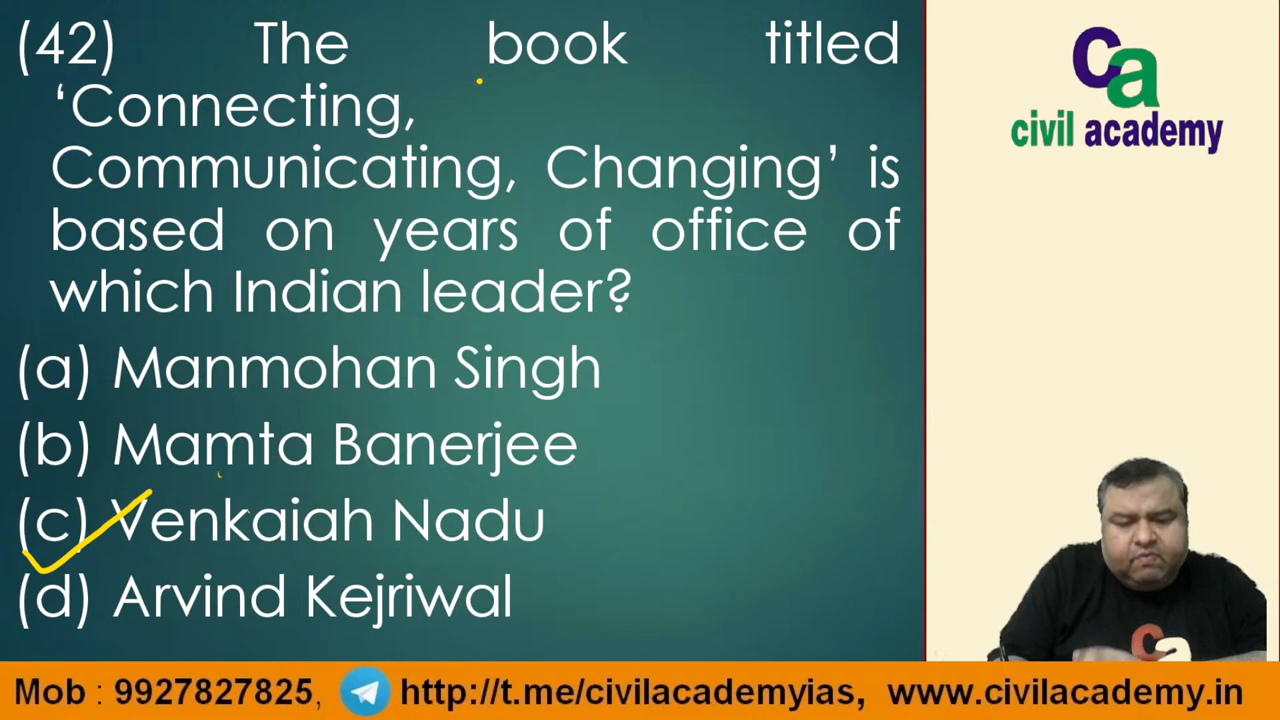 (42) The book titled
‘Connecting,
Communicating, Changing’ is
based on years of office of
which Indian leader?
(a) Manmohan Singh
(b) Mamta Banerjee
(c) Venkaiah Nadu
(d) Arvind Kejriwal
ca
civil academy
ca
Mob : 9927827825, http://t.me/civilacademyias, www.civilacademy.in